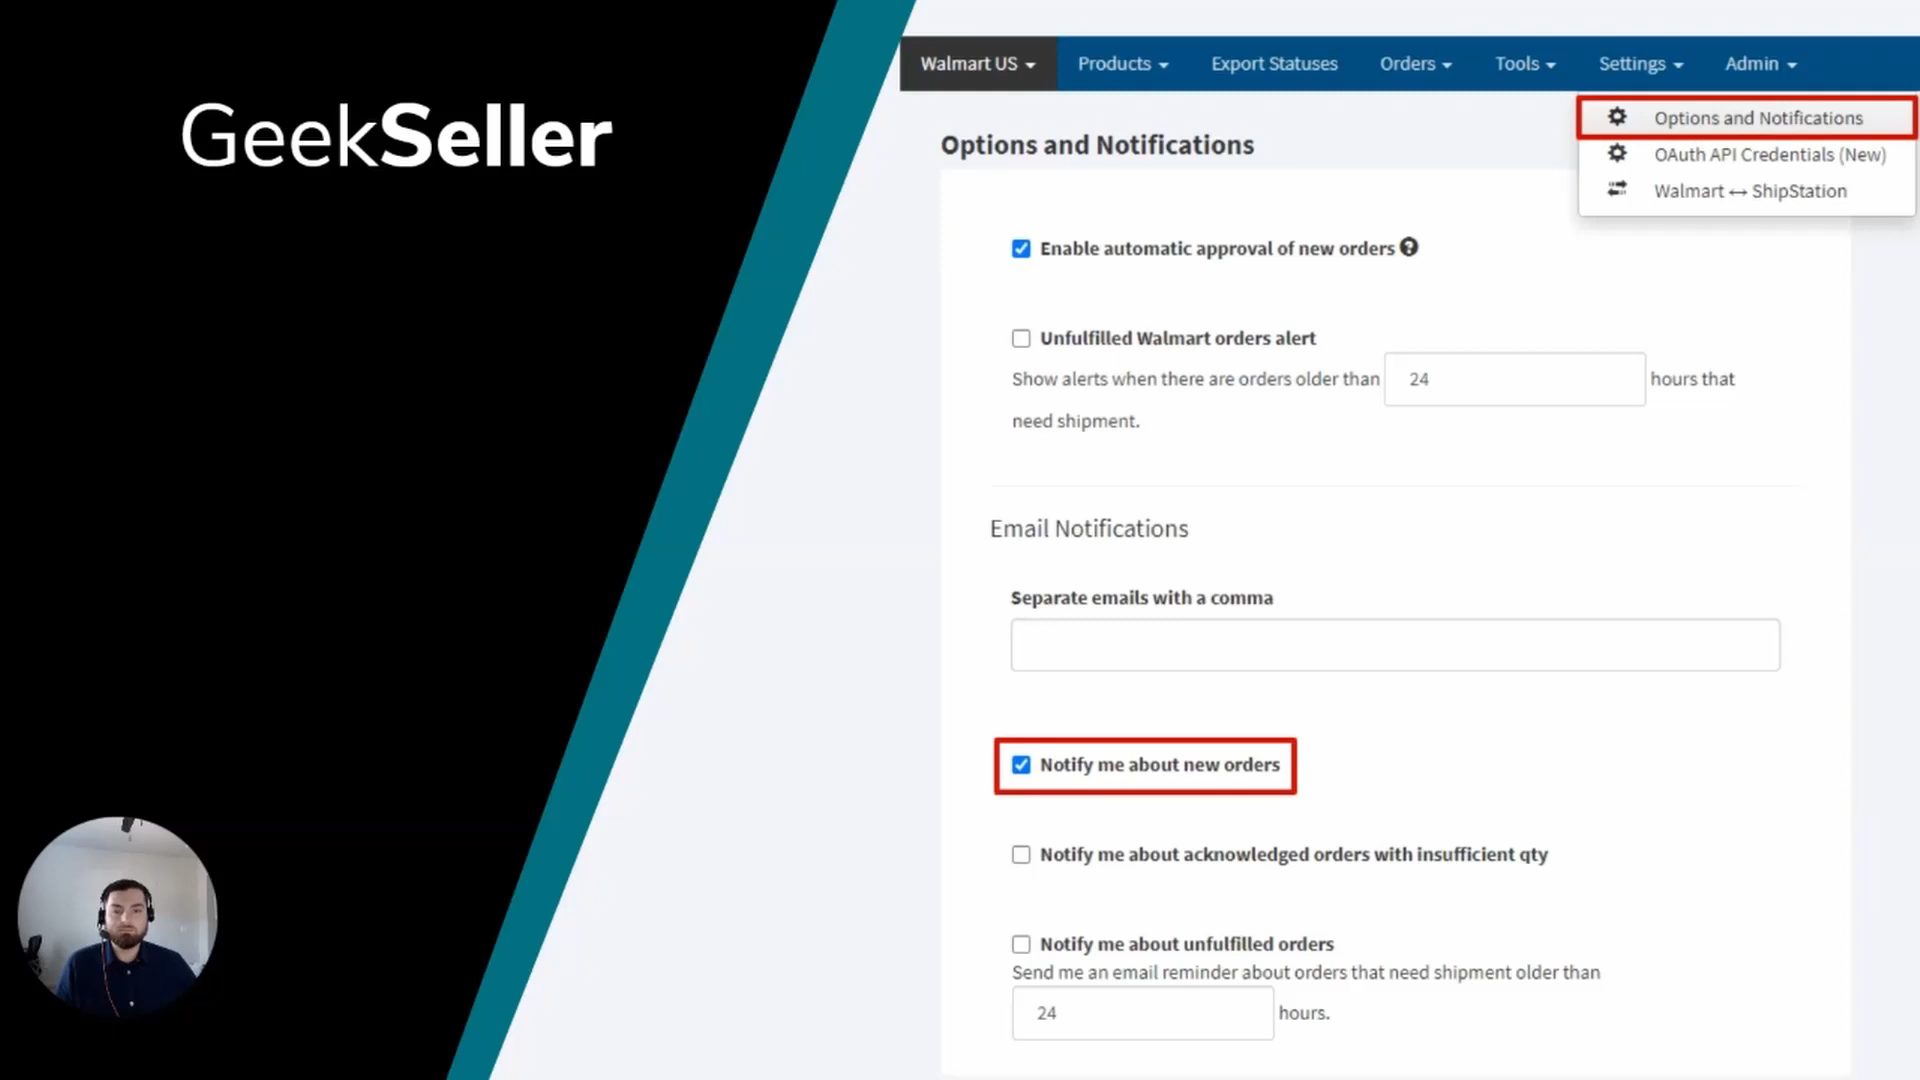 GeekSeller
Walmart US Products Export Statuses Orders Tools Settings Admin
Options and Notifications
OAuth API Credentials (New)
Walmart ↔ ShipStation
Options and Notifications
Enable automatic approval of new orders ?
Unfulfilled Walmart orders alert
Show alerts when there are orders older than 24 hours that
need shipment.
Email Notifications
Separate emails with a comma
Notify me about new orders
Notify me about acknowledged orders with insufficient qty
Notify me about unfulfilled orders
Send me an email reminder about orders that need shipment older than
24 hours.